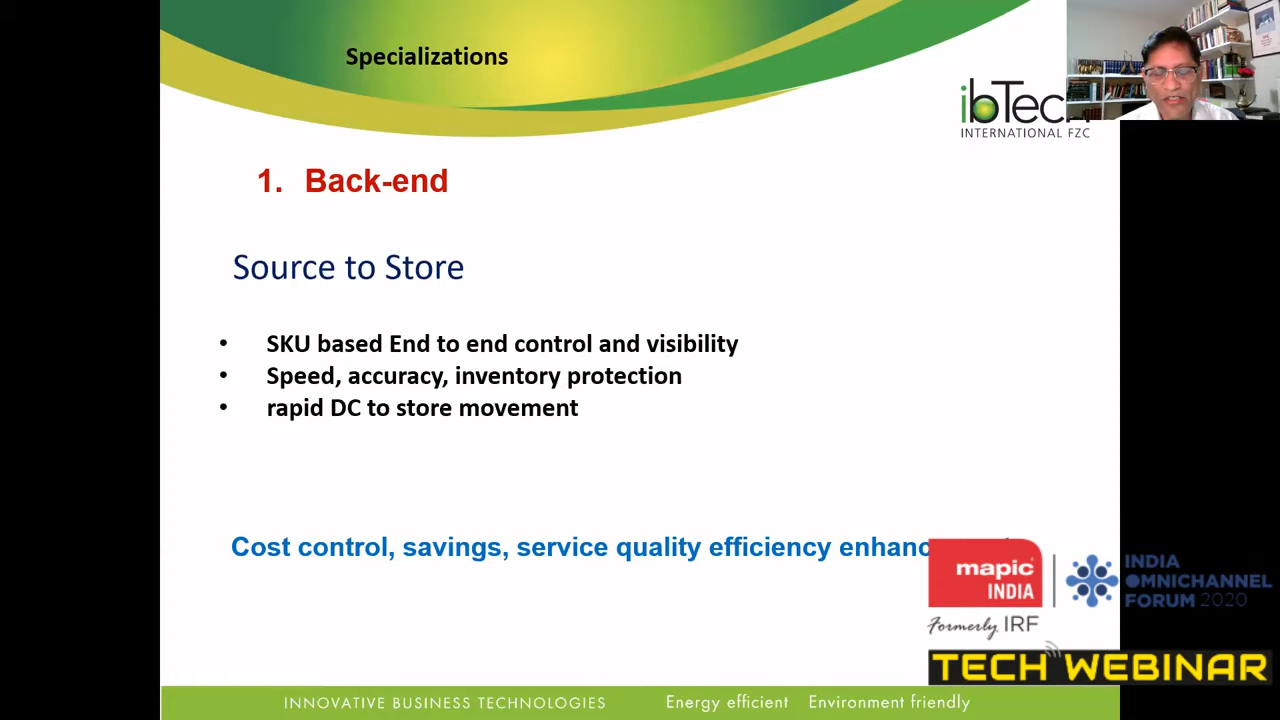 Specializations
ibTech
INTERNATIONAL FZC
1. Back-end
Source to Store
• SKU based End to end control and visibility
• Speed, accuracy, inventory protection
• rapid DC to store movement
Cost control, savings, service quality efficiency
mapic
INDIA
Formerly IRF
INDIA
OMNICHANNEL
FORUM 2020
TECH WEBINAR
INNOVATIVE BUSINESS TECHNOLOGIES Energy efficient Environment friendly